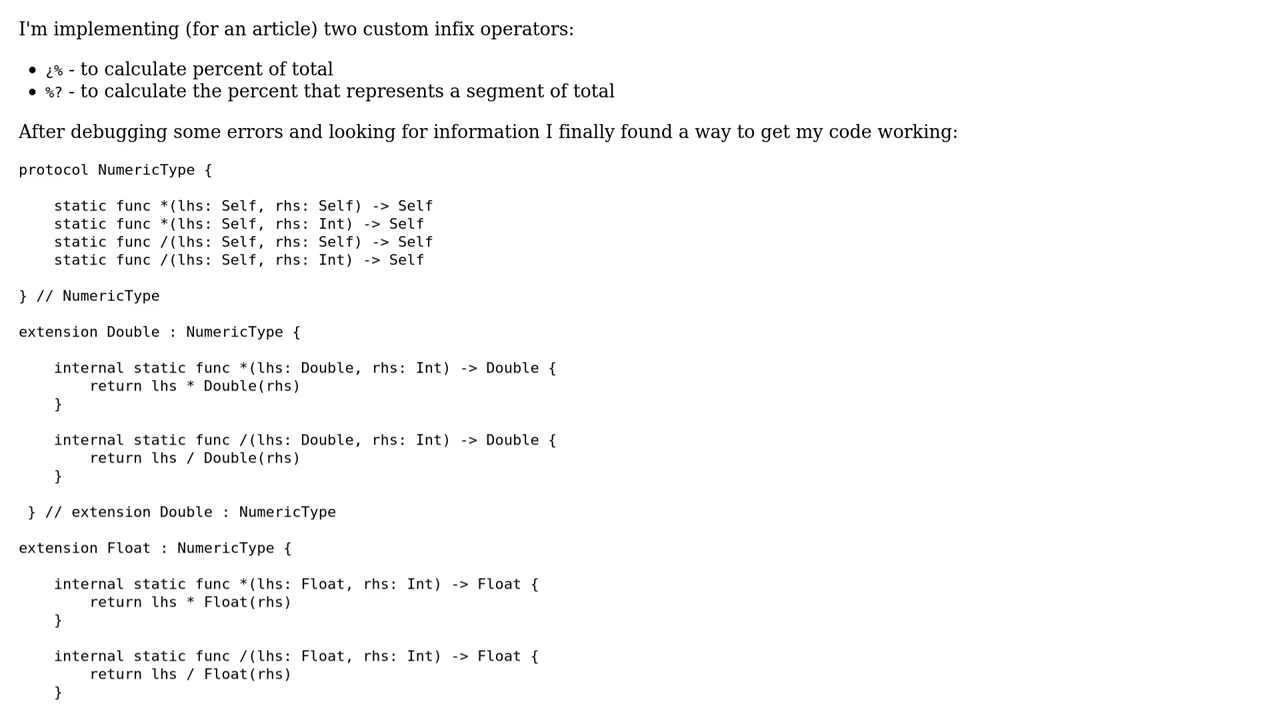 I'm implementing (for an article) two custom infix operators:
• ¿% - to calculate percent of total
• %? - to calculate the percent that represents a segment of total
After debugging some errors and looking for information I finally found a way to get my code working:
protocol NumericType {
    static func *(lhs: Self, rhs: Self) -> Self
    static func *(lhs: Self, rhs: Int) -> Self
    static func /(lhs: Self, rhs: Self) -> Self
    static func /(lhs: Self, rhs: Int) -> Self
} // NumericType
extension Double : NumericType {
    internal static func *(lhs: Double, rhs: Int) -> Double {
        return lhs * Double(rhs)
    }
    internal static func /(lhs: Double, rhs: Int) -> Double {
        return lhs / Double(rhs)
    }
 } // extension Double : NumericType
extension Float : NumericType {
    internal static func *(lhs: Float, rhs: Int) -> Float {
        return lhs * Float(rhs)
    }
    internal static func /(lhs: Float, rhs: Int) -> Float {
        return lhs / Float(rhs)
    }